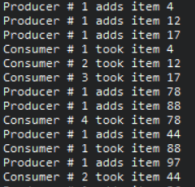 Producer # 1 adds item 4
Producer # 1 adds item 12
Producer # 1 adds item 17
Consumer # 1 took item 4
Consumer # 2 took item 12
Consumer # 3 took item 17
Producer # 1 adds item 78
Producer # 1 adds item 88
Consumer # 4 took item 78
Producer # 1 adds item 44
Consumer # 1 took item 88
Producer # 1 adds item 97
Consumer # 2 took item 44